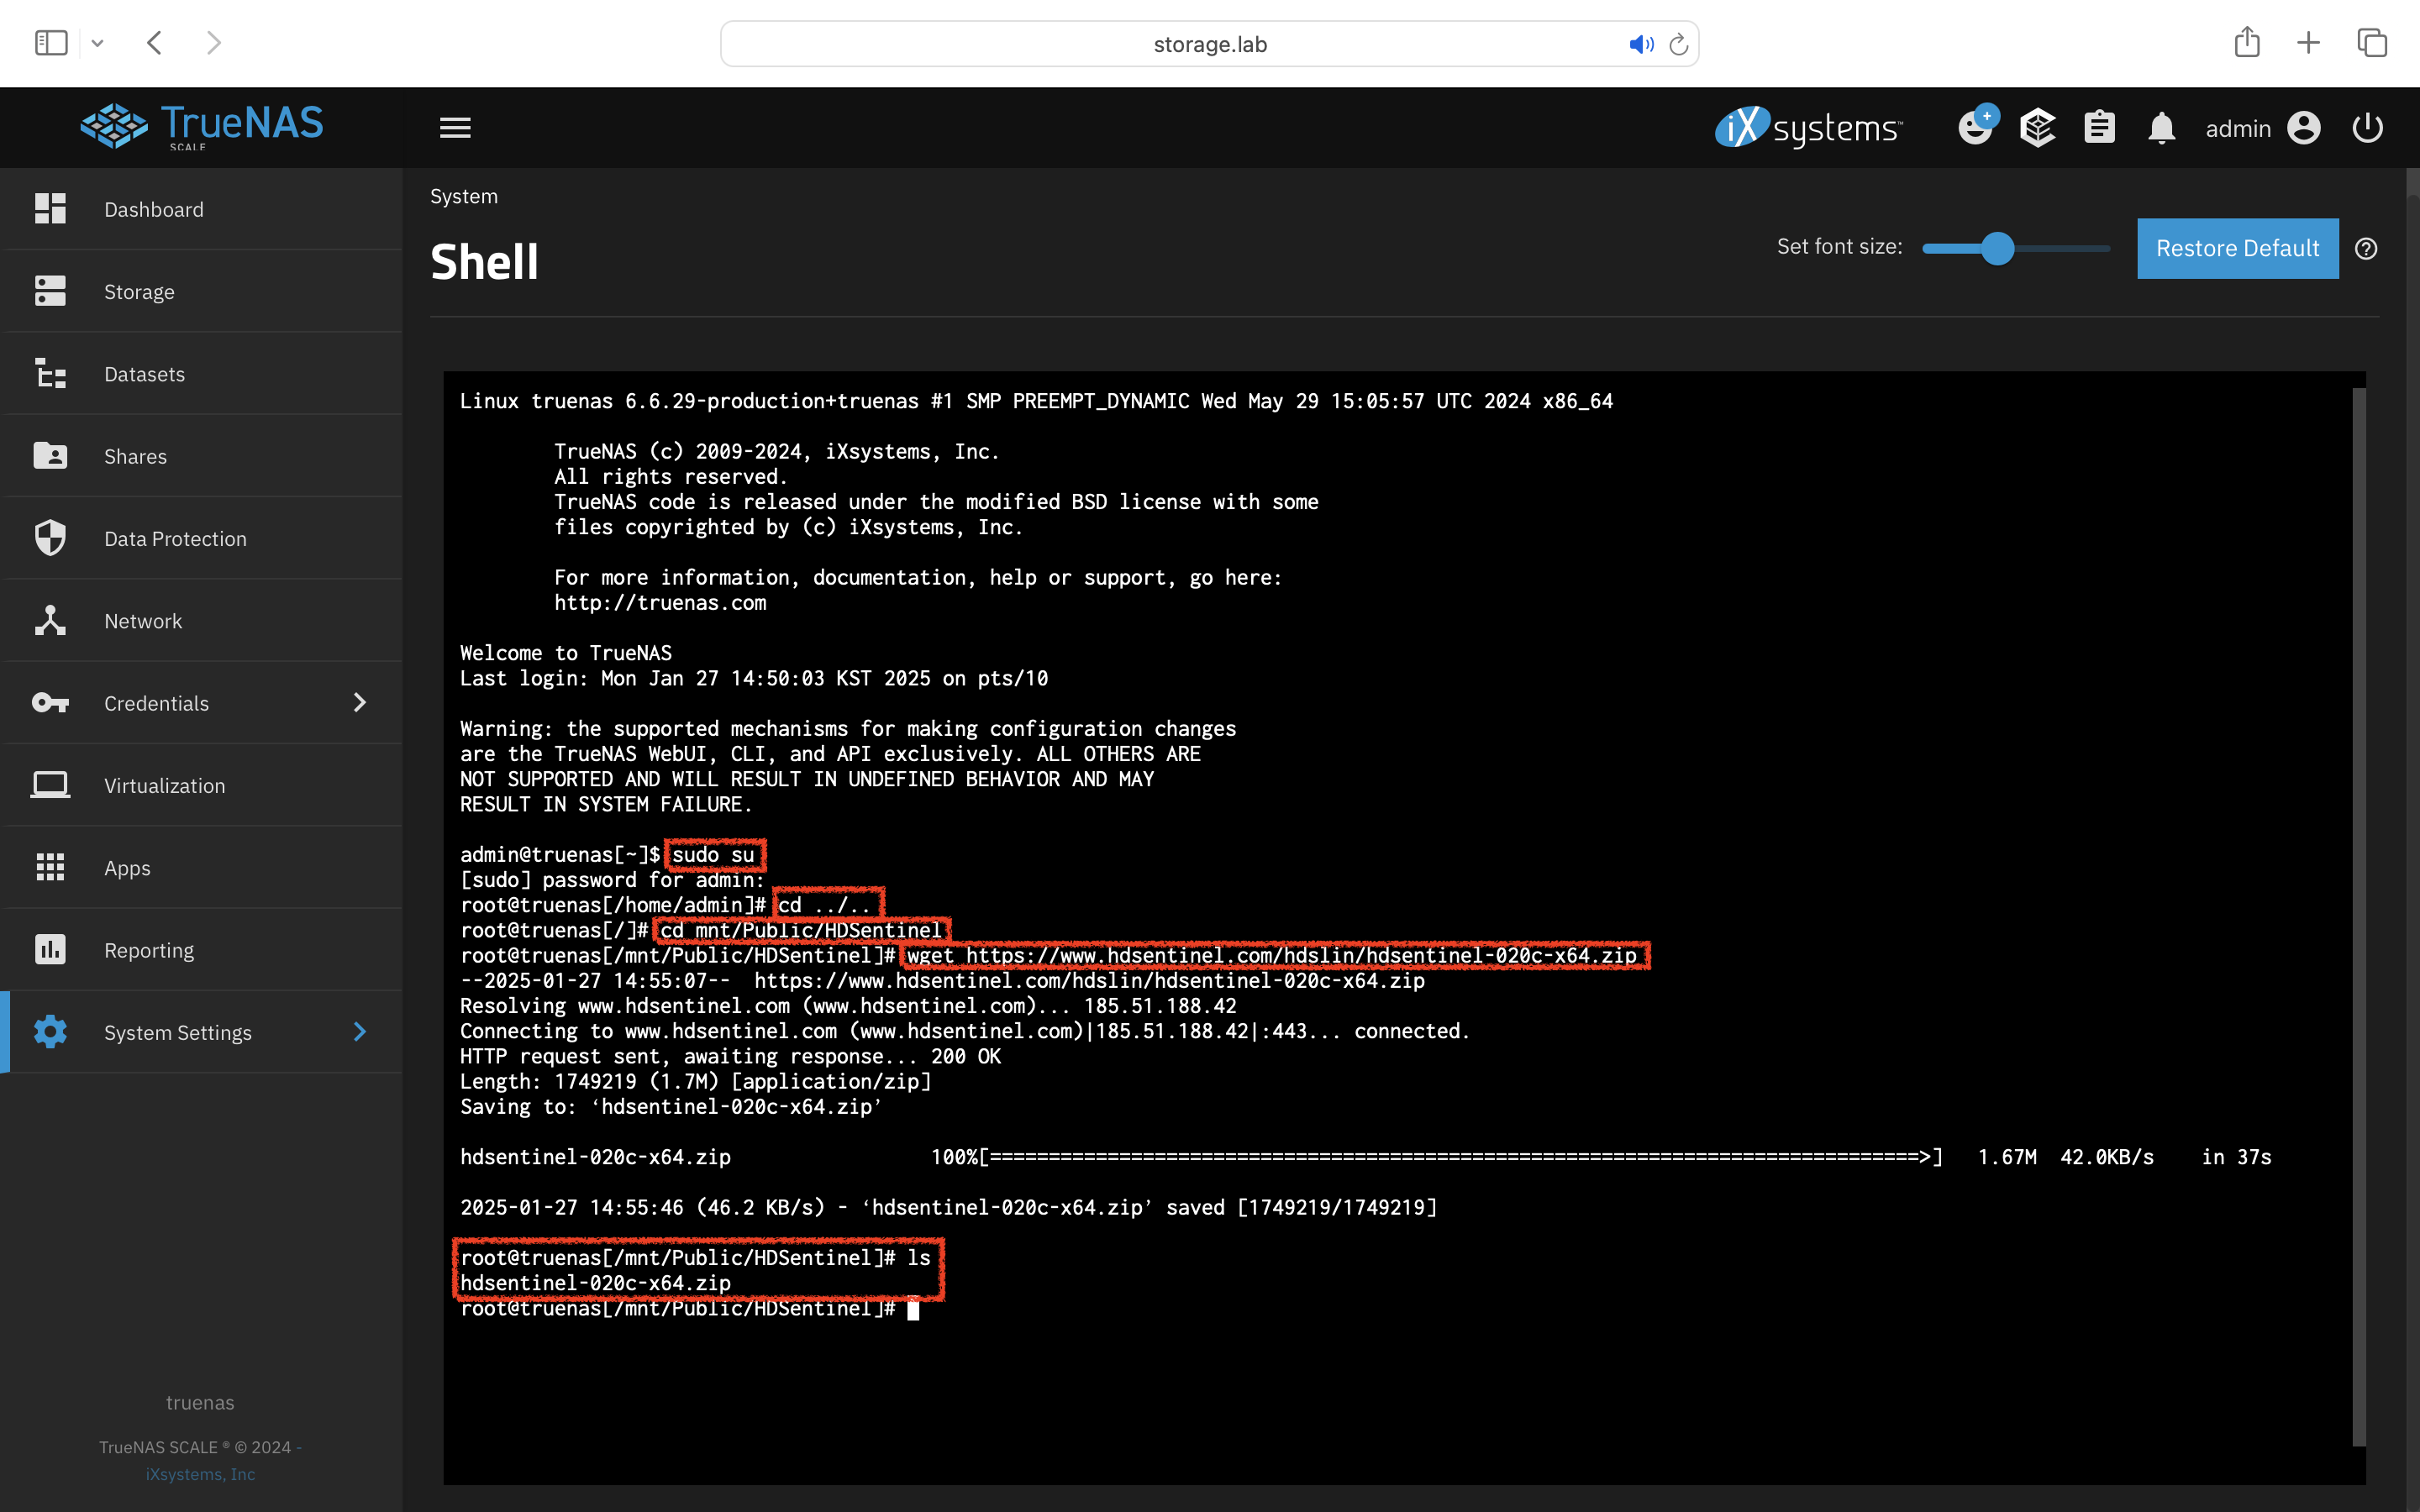 storage.lab
TrueNAS
SCALE
iXsystems™
+
admin
Dashboard
Storage
Datasets
Shares
Data Protection
Network
Credentials
Virtualization
Apps
Reporting
System Settings
truenas
TrueNAS SCALE ® © 2024 -
iXsystems, Inc
System
Shell
Set font size:
Restore Default
Linux truenas 6.6.29-production+truenas #1 SMP PREEMPT_DYNAMIC Wed May 29 15:05:57 UTC 2024 x86_64
TrueNAS (c) 2009-2024, iXsystems, Inc.
All rights reserved.
TrueNAS code is released under the modified BSD license with some
files copyrighted by (c) iXsystems, Inc.
For more information, documentation, help or support, go here:
http://truenas.com
Welcome to TrueNAS
Last login: Mon Jan 27 14:50:03 KST 2025 on pts/10
Warning: the supported mechanisms for making configuration changes
are the TrueNAS WebUI, CLI, and API exclusively. ALL OTHERS ARE
NOT SUPPORTED AND WILL RESULT IN UNDEFINED BEHAVIOR AND MAY
RESULT IN SYSTEM FAILURE.
admin@truenas[~]$ sudo su
[sudo] password for admin:
root@truenas[/home/admin]# cd ../..
root@truenas[/]# cd mnt/Public/HDSentinel
root@truenas[/mnt/Public/HDSentinel]# wget https://www.hdsentinel.com/hdslin/hdsentinel-020c-x64.zip
--2025-01-27 14:55:07--  https://www.hdsentinel.com/hdslin/hdsentinel-020c-x64.zip
Resolving www.hdsentinel.com (www.hdsentinel.com)... 185.51.188.42
Connecting to www.hdsentinel.com (www.hdsentinel.com)|185.51.188.42|:443... connected.
HTTP request sent, awaiting response... 200 OK
Length: 1749219 (1.7M) [application/zip]
Saving to: ‘hdsentinel-020c-x64.zip’
hdsentinel-020c-x64.zip 100%[===============================================================================>] 1.67M 42.0KB/s in 37s
2025-01-27 14:55:46 (46.2 KB/s) - ‘hdsentinel-020c-x64.zip’ saved [1749219/1749219]
root@truenas[/mnt/Public/HDSentinel]# ls
hdsentinel-020c-x64.zip
root@truenas[/mnt/Public/HDSentinel]#